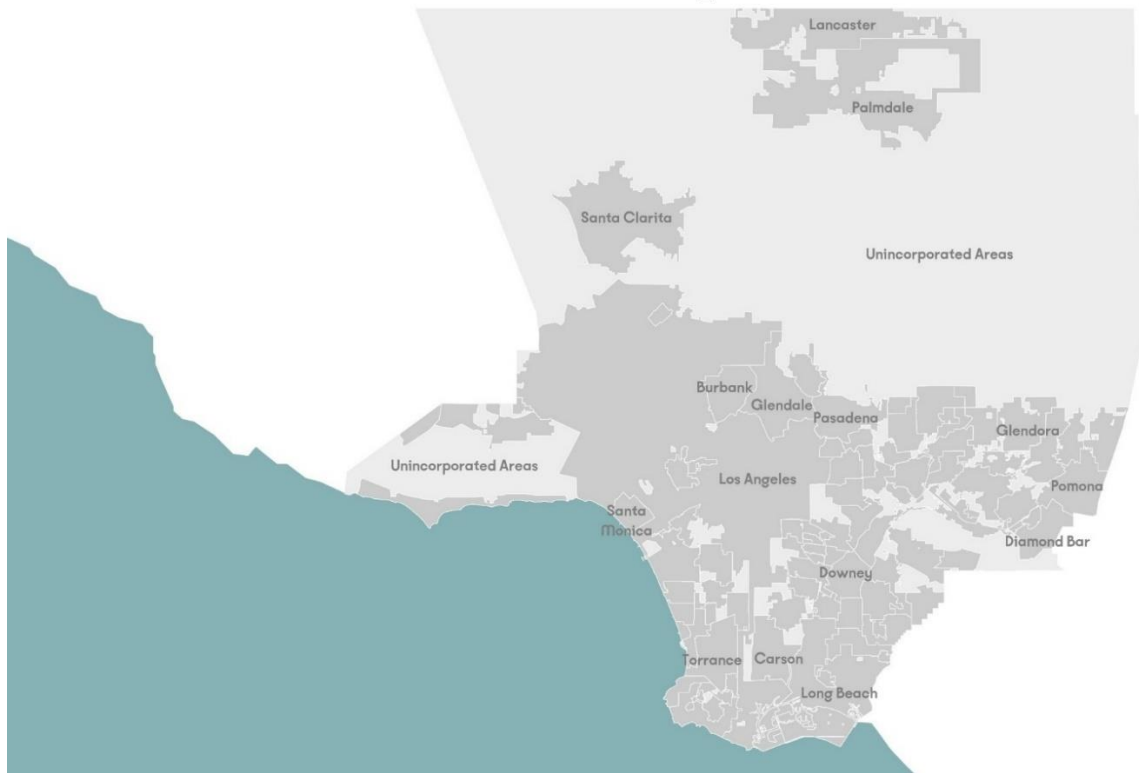 Lancaster
Palmdale
Santa Clarita
Unincorporated Areas
Burbank
Glendale
Pasadena
Glendora
Unincorporated Areas
Los Angeles
Pomona
Santa
Monica
Diamond Bar
Downey
Torrance
Carson
Long Beach